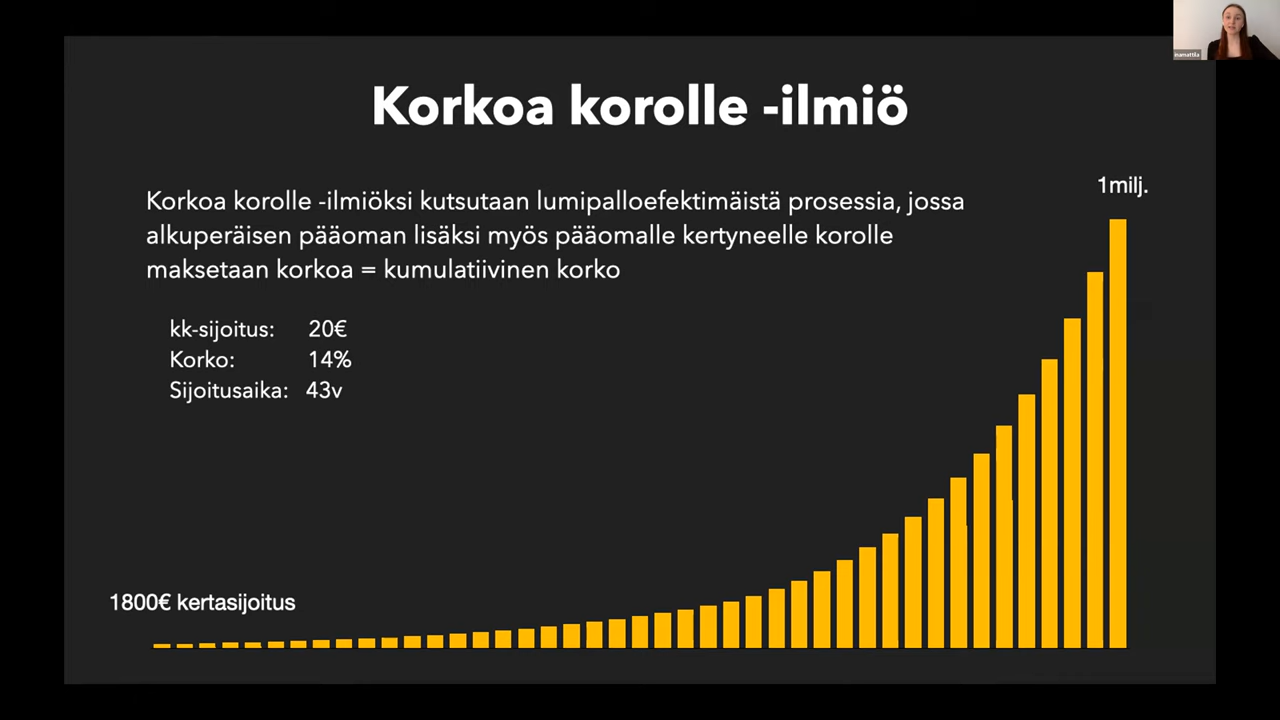 Korkoa korolle -ilmiö
Korkoa korolle -ilmiöksi kutsutaan lumipalloefektimäistä prosessia, jossa
alkuperäisen pääoman lisäksi myös pääomalle kertyneelle korolle
maksetaan korkoa = kumulatiivinen korko
kk-sijoitus: 20€
Korko: 14%
Sijoitusaika: 43v
1milj.
1800€ kertasijoitus